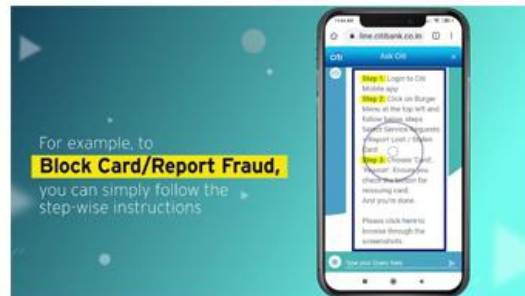 For example, to
Block Card/Report Fraud,
you can simply follow the
step-wise instructions
line.citibank.co.in
citi
Ask Citi
Step 1: Login to Citi
Mobile app
Step 2: Click on Burger
Menu at the top left and
follow below steps
Select Service Requests
Report Lost / Stolen
Card
Step 3: Choose 'Card',
Ensure you
check the button for
reissuing card.
And you're done.
Please click here to
browse through the
screenshots.
Type your Query here